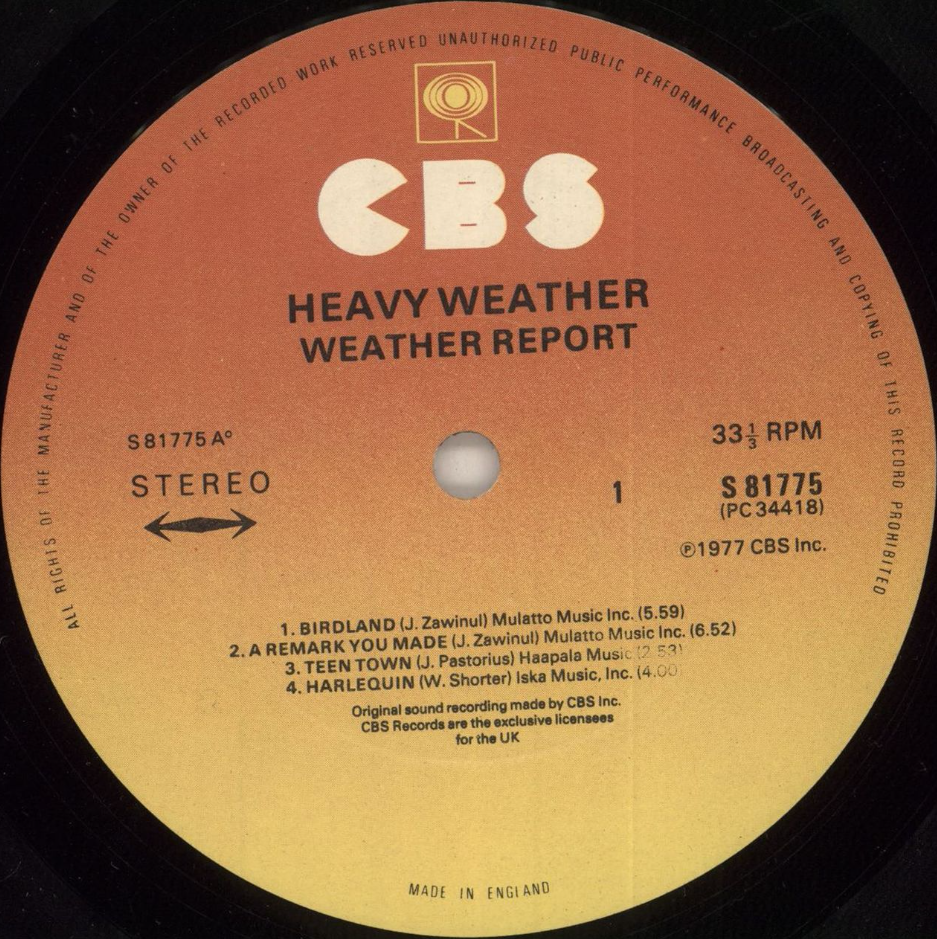 ALL RIGHTS OF THE MANUFACTURER AND OF THE OWNER OF THE RECORDED WORK RESERVED UNAUTHORIZED PUBLIC PERFORMANCE BROADCASTING AND COPYING OF THIS RECORD PROHIBITED
CBS
HEAVY WEATHER
WEATHER REPORT
S 81775 Aº
STEREO
33⅓ RPM
1
S 81775
(PC 34418)
℗1977 CBS Inc.
1. BIRDLAND (J. Zawinul) Mulatto Music Inc. (5.59)
2. A REMARK YOU MADE (J. Zawinul) Mulatto Music Inc. (6.52)
3. TEEN TOWN (J. Pastorius) Haapala Music (2.53)
4. HARLEQUIN (W. Shorter) Iska Music, Inc. (4.00)
Original sound recording made by CBS Inc.
CBS Records are the exclusive licensees
for the UK
MADE IN ENGLAND